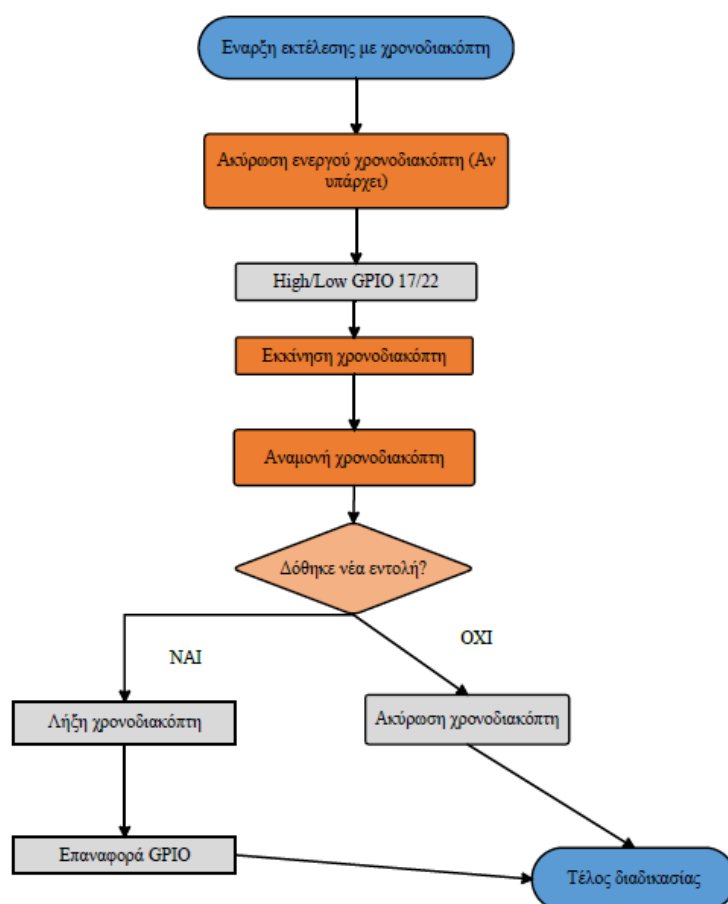 Εναρξη εκτέλεσης με χρονοδιακόπτη
Ακύρωση ενεργού χρονοδιακόπτη (Αν
υπάρχει)
High/Low GPIO 17/22
Εκκίνηση χρονοδιακόπτη
Αναμονή χρονοδιακόπτη
Δόθηκε νέα εντολή?
ΝΑΙ
ΟΧΙ
Λήξη χρονοδιακόπτη
Ακύρωση χρονοδιακόπτη
Επαναφορά GPIO
Τέλος διαδικασίας